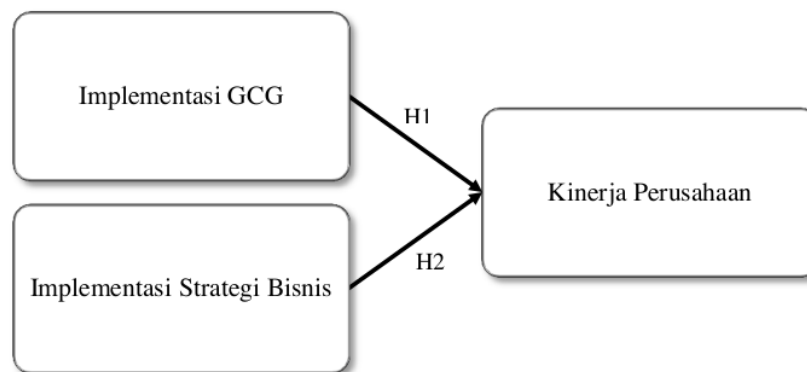 Implementasi GCG
H1
Kinerja Perusahaan
Implementasi Strategi Bisnis
H2